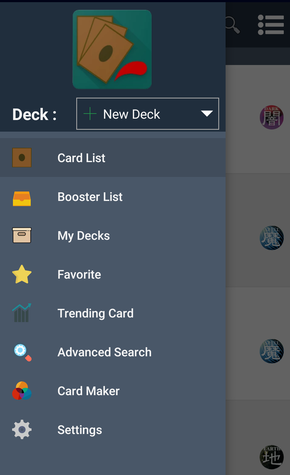 Deck :
New Deck
Card List
Booster List
My Decks
Favorite
Trending Card
Advanced Search
Card Maker
Settings
闇
魔
魔
地